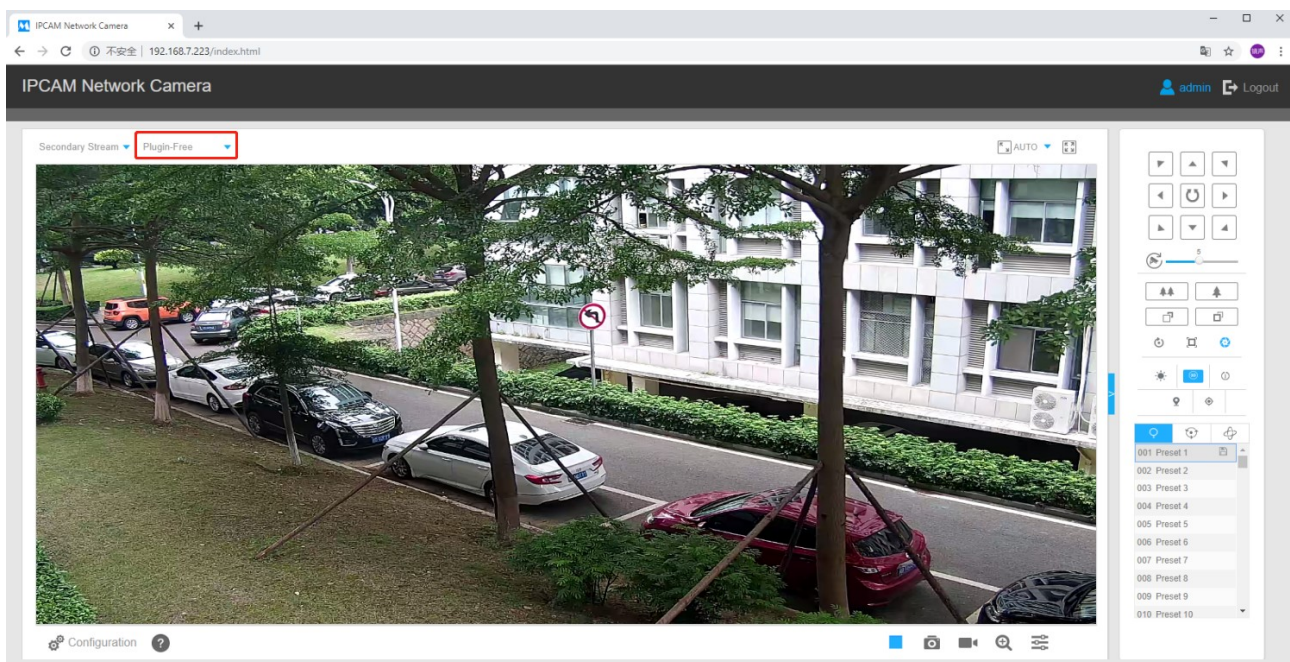 IPCAM Network Camera
不安全 | 192.168.7.223/index.html
IPCAM Network Camera
admin
Logout
Secondary Stream
Plugin-Free
AUTO
5
001 Preset 1
002 Preset 2
003 Preset 3
004 Preset 4
005 Preset 5
006 Preset 6
007 Preset 7
008 Preset 8
009 Preset 9
010 Preset 10
Configuration
?